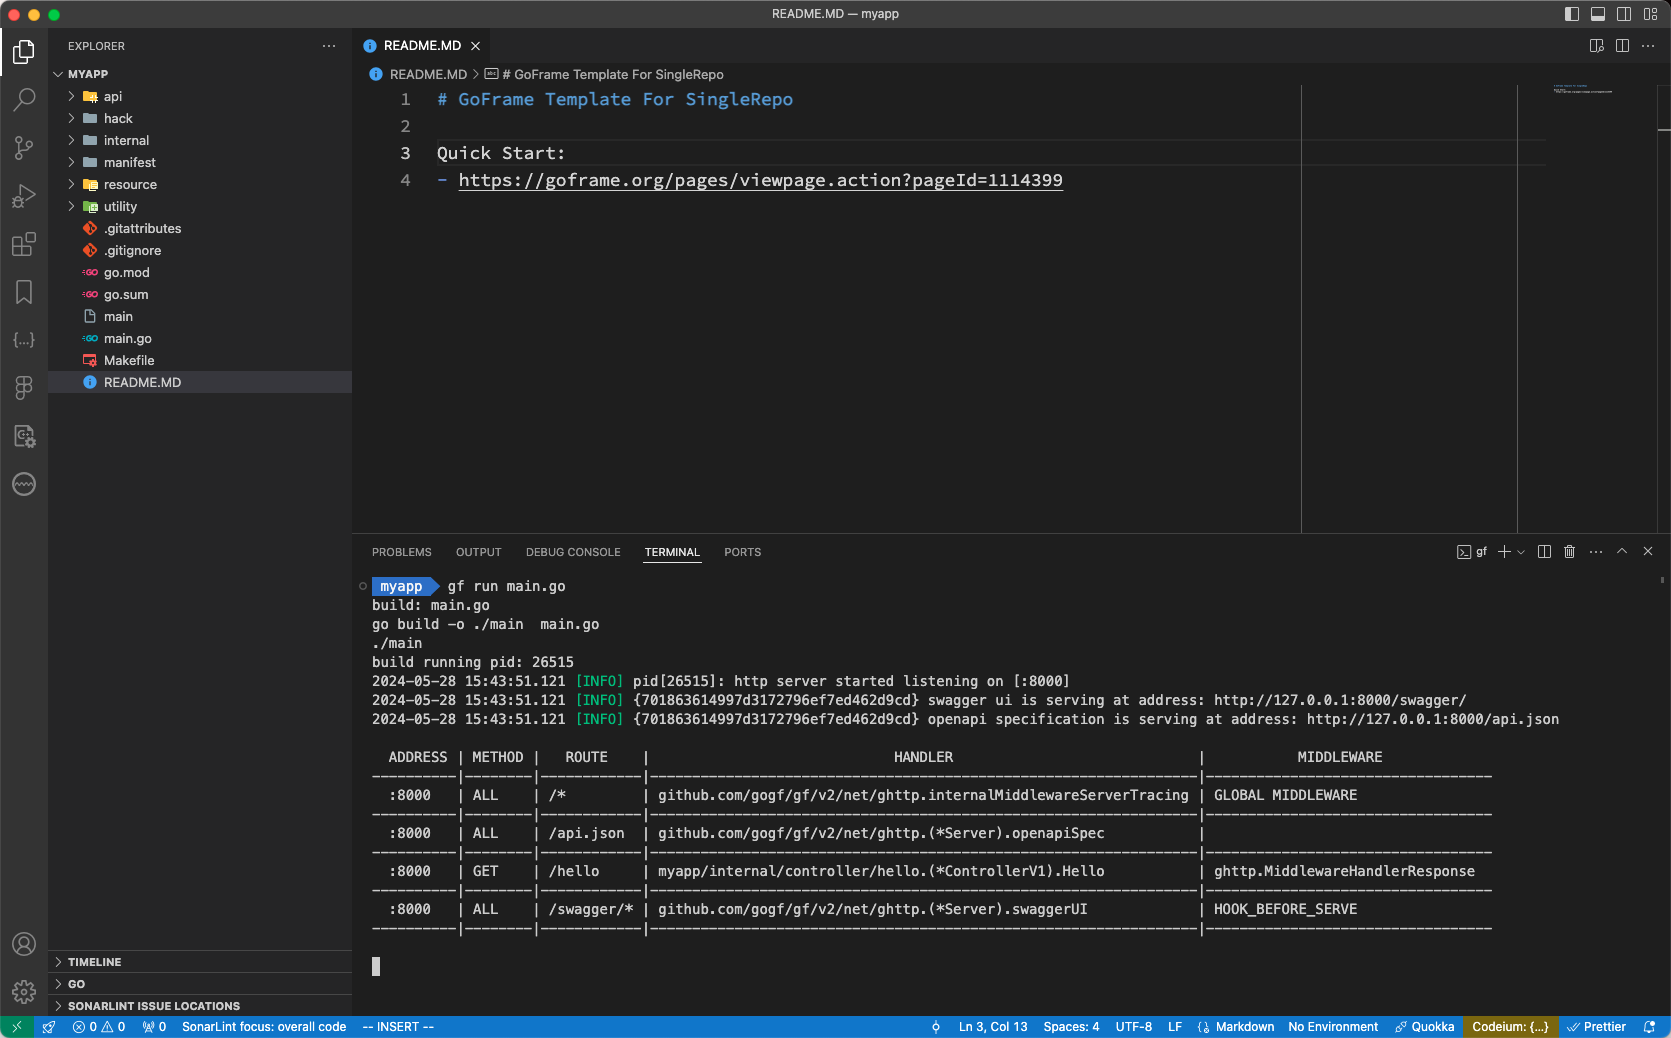 README.MD — myapp
EXPLORER
MYAPP
api
hack
internal
manifest
resource
utility
.gitattributes
.gitignore
go.mod
go.sum
main
main.go
Makefile
README.MD
TIMELINE
GO
SONARLINT ISSUE LOCATIONS
README.MD
README.MD > # GoFrame Template For SingleRepo
1 # GoFrame Template For SingleRepo
2
3 Quick Start:
4 - https://goframe.org/pages/viewpage.action?pageId=1114399
PROBLEMS OUTPUT DEBUG CONSOLE TERMINAL PORTS
gf
myapp gf run main.go
build: main.go
go build -o ./main  main.go
./main
build running pid: 26515
2024-05-28 15:43:51.121 [INFO] pid[26515]: http server started listening on [:8000]
2024-05-28 15:43:51.121 [INFO] {701863614997d3172796ef7ed462d9cd} swagger ui is serving at address: http://127.0.0.1:8000/swagger/
2024-05-28 15:43:51.121 [INFO] {701863614997d3172796ef7ed462d9cd} openapi specification is serving at address: http://127.0.0.1:8000/api.json
ADDRESS | METHOD | ROUTE | HANDLER | MIDDLEWARE
:8000 | ALL | /* | github.com/gogf/gf/v2/net/ghttp.internalMiddlewareServerTracing | GLOBAL MIDDLEWARE
:8000 | ALL | /api.json | github.com/gogf/gf/v2/net/ghttp.(*Server).openapiSpec |
:8000 | GET | /hello | myapp/internal/controller/hello.(*ControllerV1).Hello | ghttp.MiddlewareHandlerResponse
:8000 | ALL | /swagger/* | github.com/gogf/gf/v2/net/ghttp.(*Server).swaggerUI | HOOK_BEFORE_SERVE
0 0 0 SonarLint focus: overall code -- INSERT -- Ln 3, Col 13 Spaces: 4 UTF-8 LF Markdown No Environment Quokka Codeium: {...} Prettier